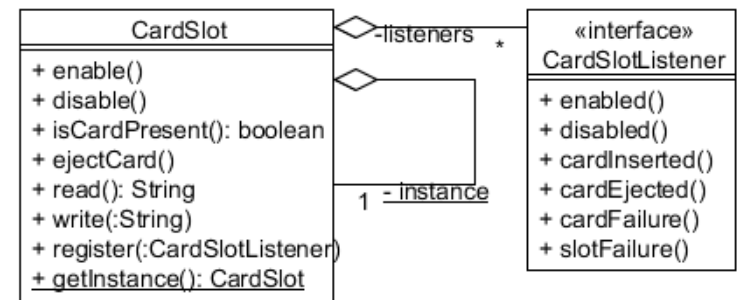 CardSlot
+ enable()
+ disable()
+ isCardPresent(): boolean
+ ejectCard()
+ read(): String
+ write(:String)
+ register(:CardSlotListener)
+ getInstance(): CardSlot
-listeners
*
1
- instance
«interface»
CardSlotListener
+ enabled()
+ disabled()
+ cardInserted()
+ cardEjected()
+ cardFailure()
+ slotFailure()